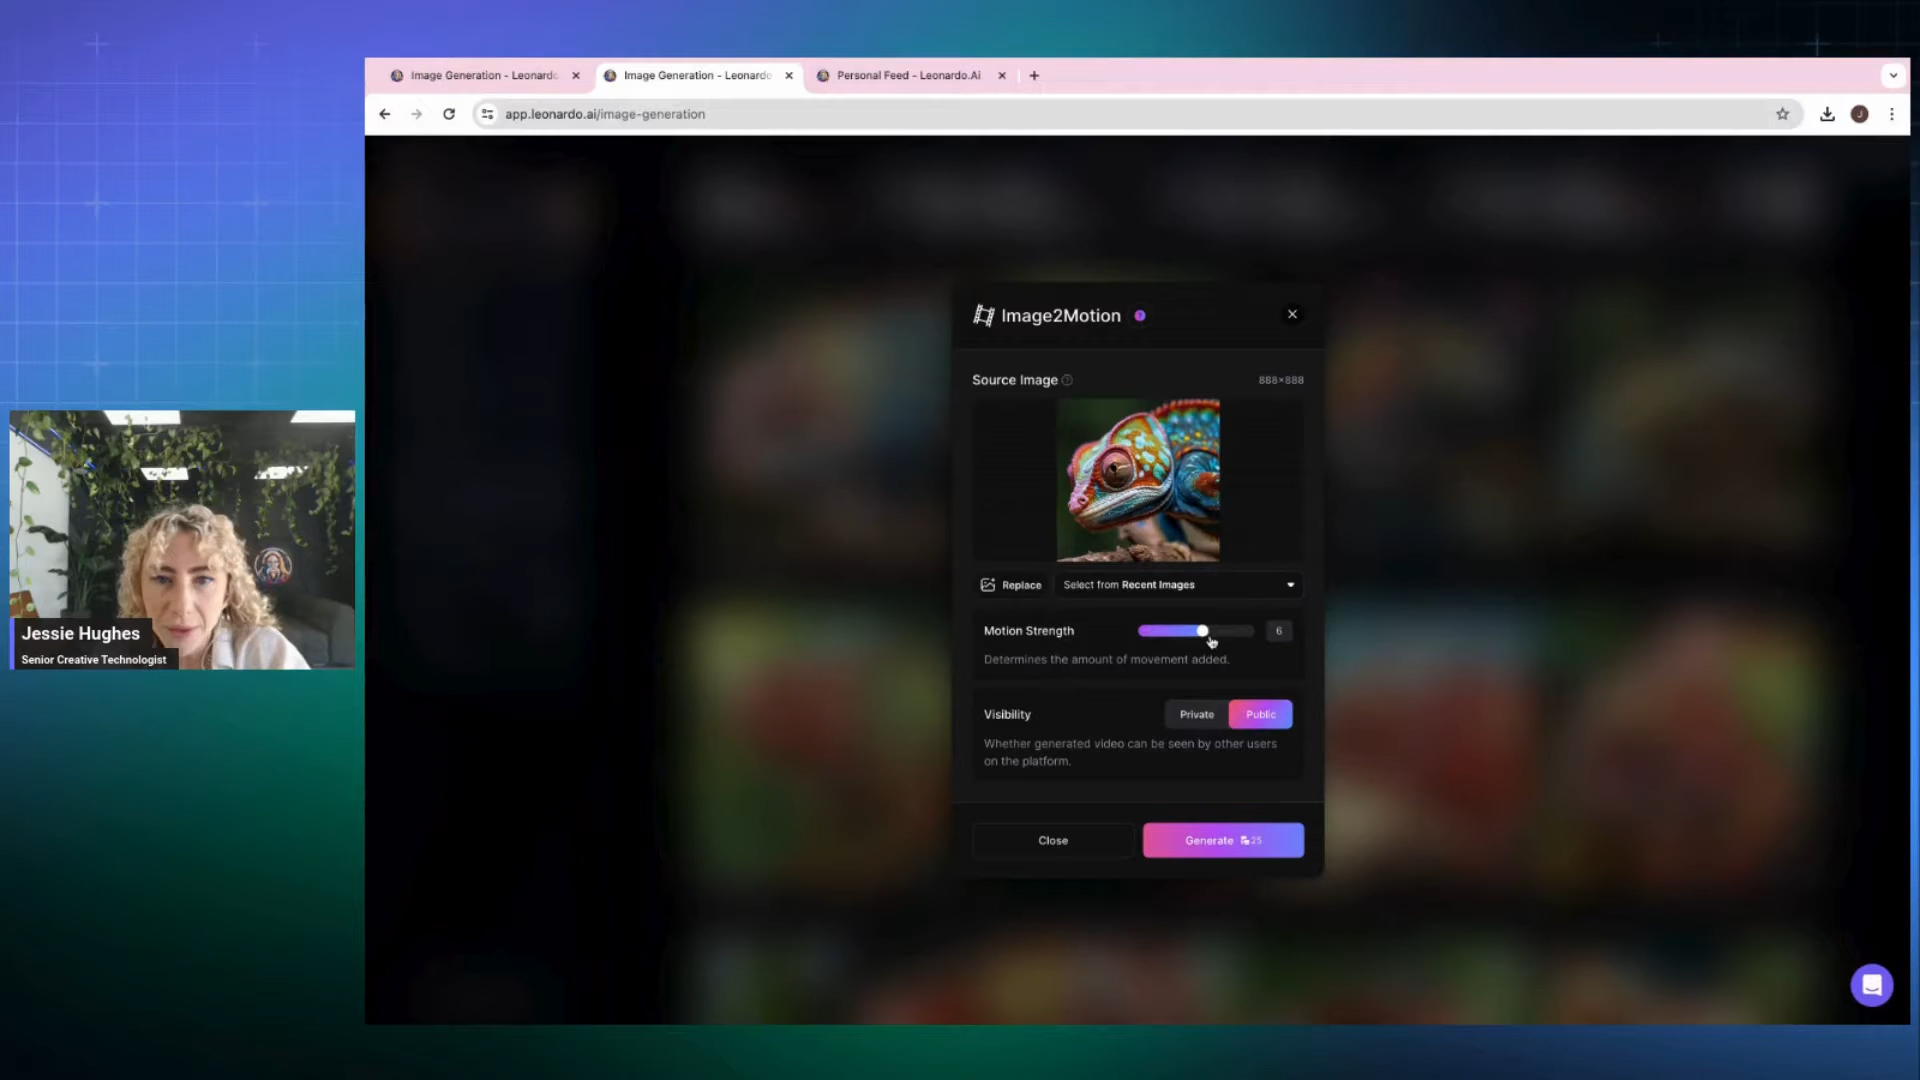 Image Generation - Leonardo
Image Generation - Leonardo
Personal Feed - Leonardo.Ai
app.leonardo.ai/image-generation
J
Image2Motion
?
Source Image
888×888
Replace
Select from Recent Images
Motion Strength
6
Determines the amount of movement added.
Visibility
Private
Public
Whether generated video can be seen by other users
on the platform.
Close
Generate 25
Jessie Hughes
Senior Creative Technologist